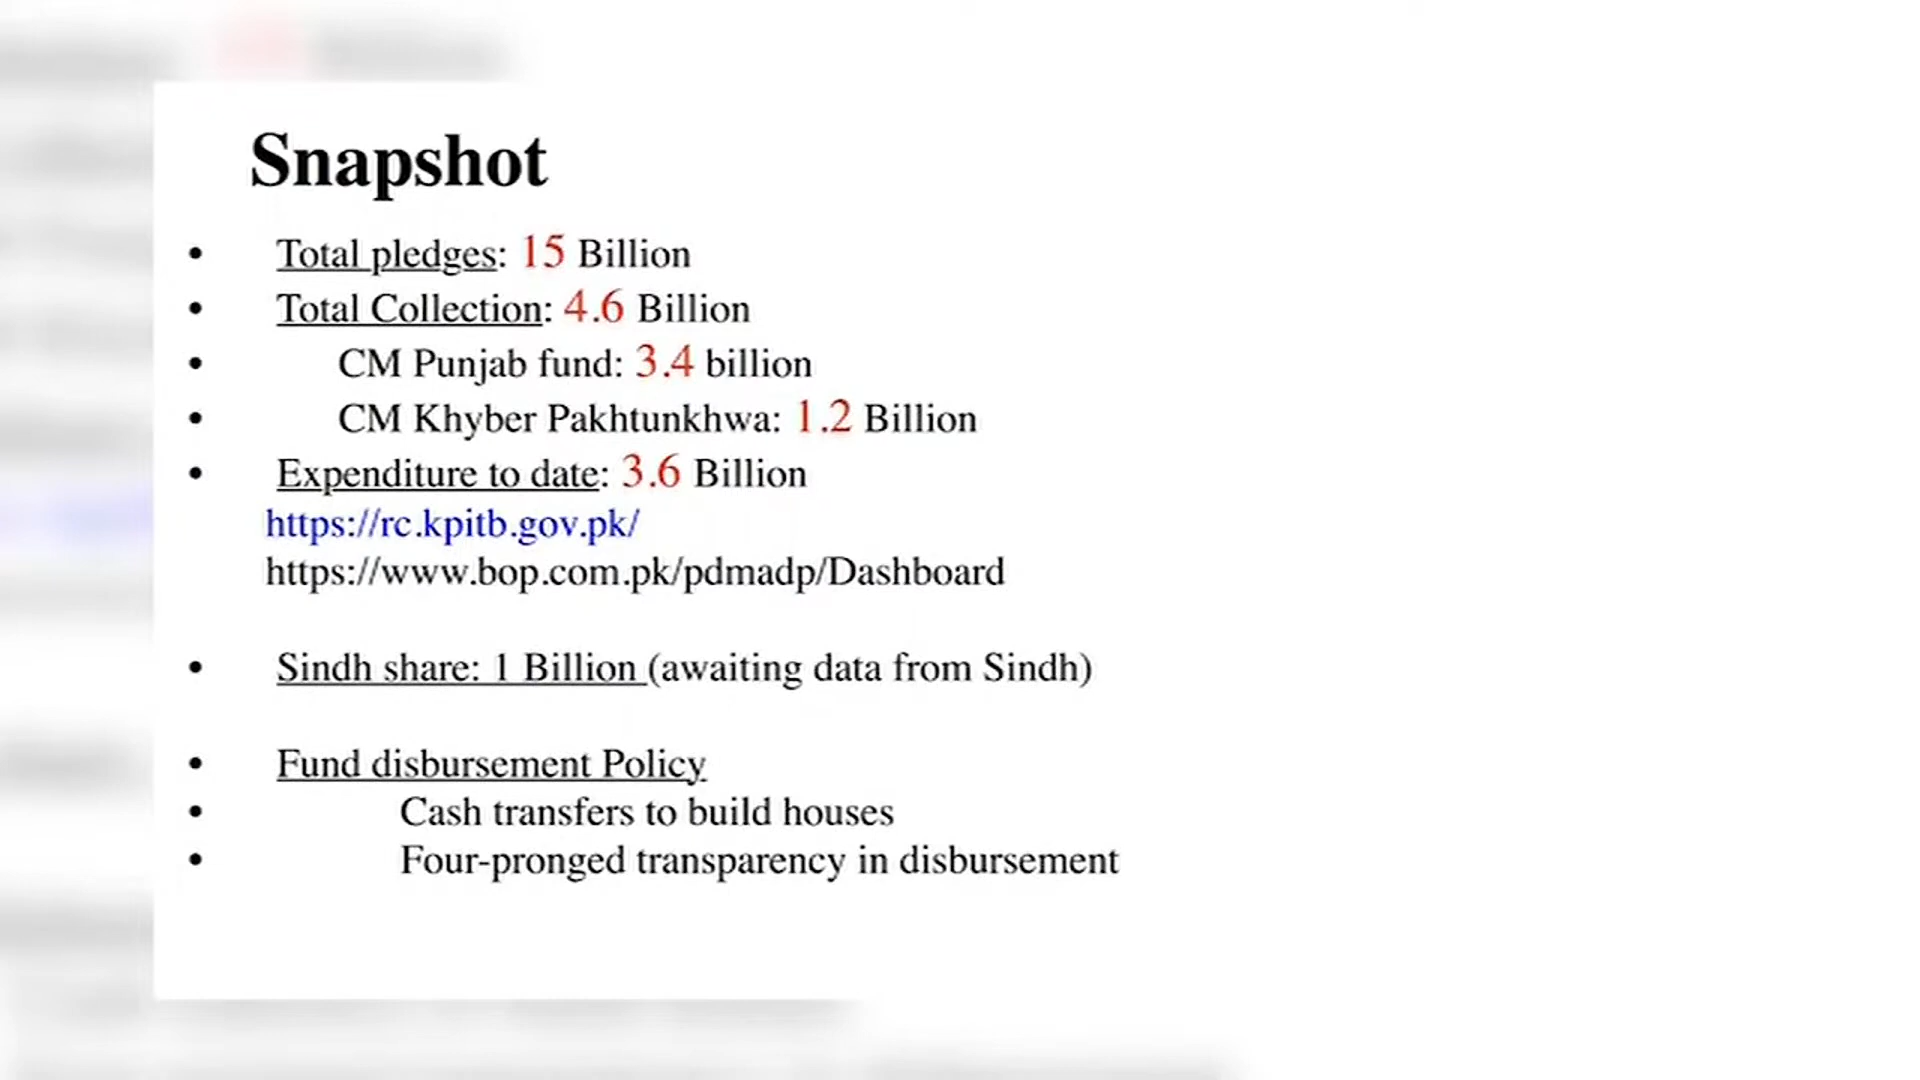 Snapshot
• Total pledges: 15 Billion
• Total Collection: 4.6 Billion
• CM Punjab fund: 3.4 billion
• CM Khyber Pakhtunkhwa: 1.2 Billion
• Expenditure to date: 3.6 Billion
https://rc.kpitb.gov.pk/
https://www.bop.com.pk/pdmadp/Dashboard
• Sindh share: 1 Billion (awaiting data from Sindh)
• Fund disbursement Policy
• Cash transfers to build houses
• Four-pronged transparency in disbursement